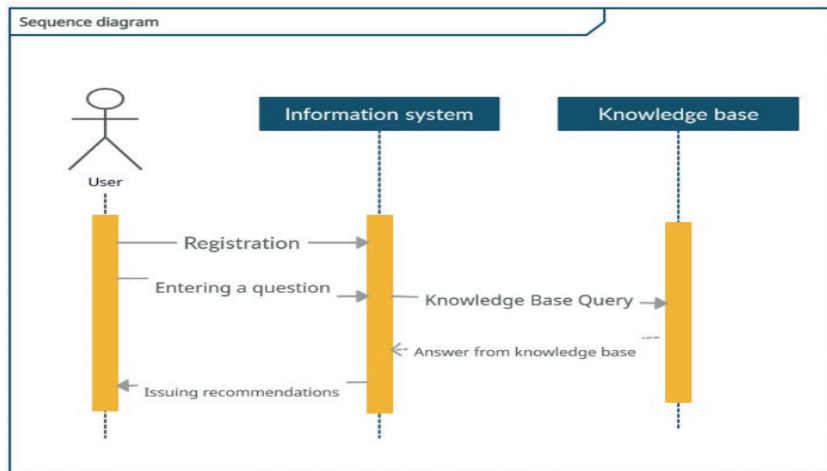 Sequence diagram
Information system
Knowledge base
User
Registration
Entering a question
Knowledge Base Query
Answer from knowledge base
Issuing recommendations